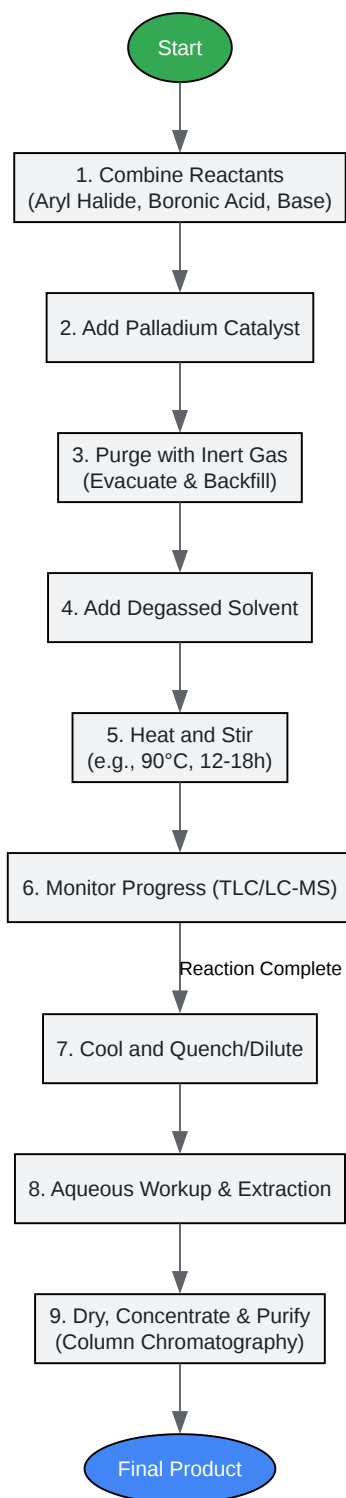 Start
1. Combine Reactants
(Aryl Halide, Boronic Acid, Base)
2. Add Palladium Catalyst
3. Purge with Inert Gas
(Evacuate & Backfill)
4. Add Degassed Solvent
5. Heat and Stir
(e.g., 90°C, 12-18h)
6. Monitor Progress (TLC/LC-MS)
Reaction Complete
7. Cool and Quench/Dilute
8. Aqueous Workup & Extraction
9. Dry, Concentrate & Purify
(Column Chromatography)
Final Product